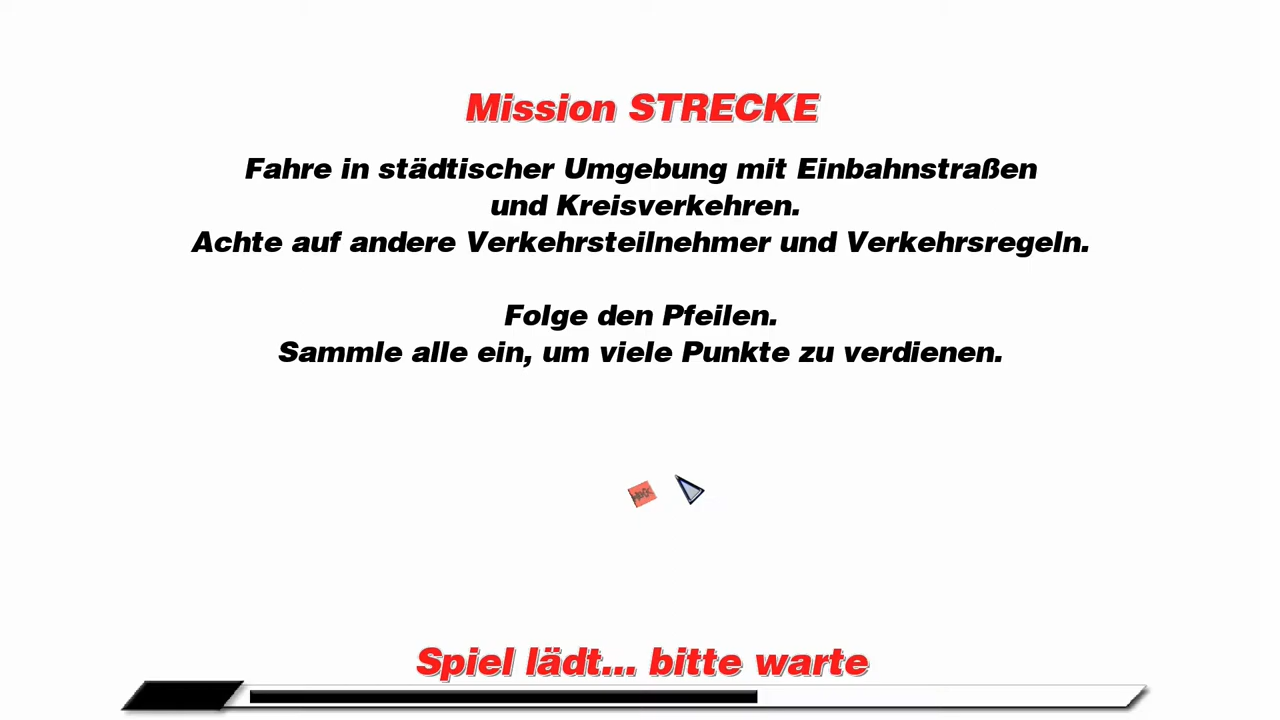 Mission STRECKE
Fahre in städtischer Umgebung mit Einbahnstraßen
und Kreisverkehren.
Achte auf andere Verkehrsteilnehmer und Verkehrsregeln.
Folge den Pfeilen.
Sammle alle ein, um viele Punkte zu verdienen.
Spiel lädt... bitte warte